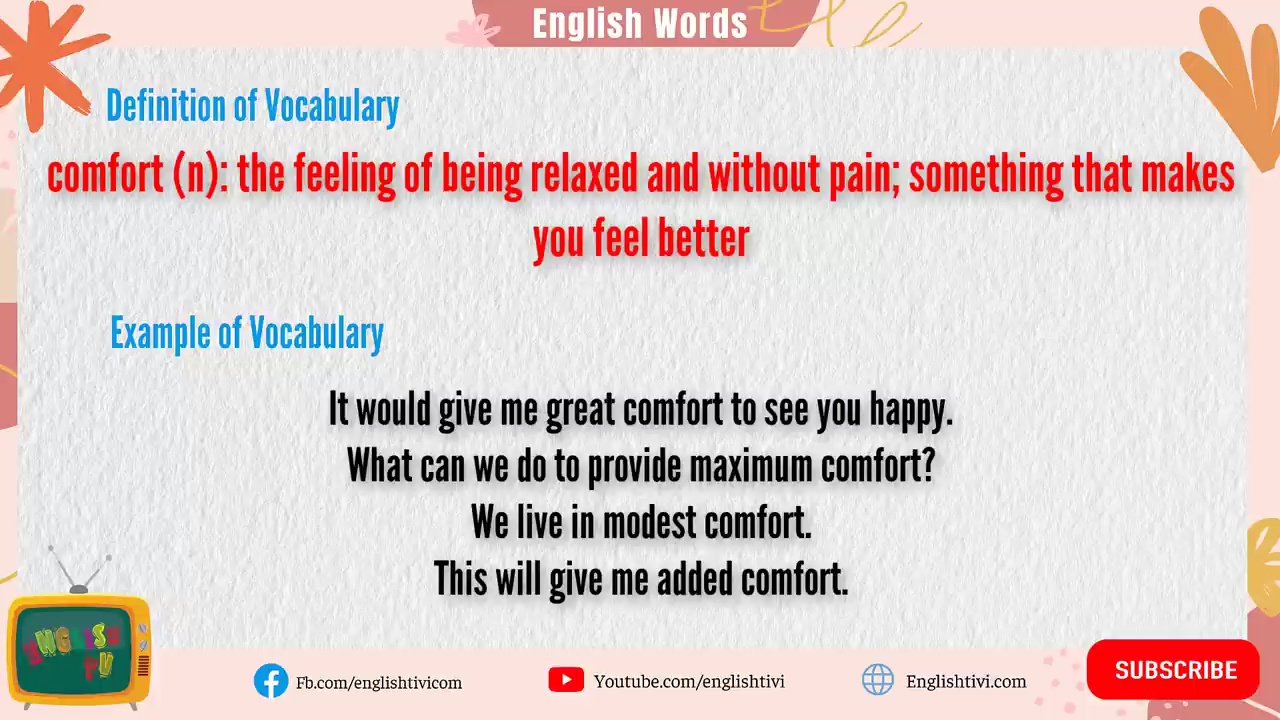 English Words
Definition of Vocabulary
comfort (n): the feeling of being relaxed and without pain; something that makes
you feel better
Example of Vocabulary
It would give me great comfort to see you happy.
What can we do to provide maximum comfort?
We live in modest comfort.
This will give me added comfort.
ENGLISH
TV
Fb.com/englishtivicom
Youtube.com/englishtivi
Englishtivi.com
SUBSCRIBE